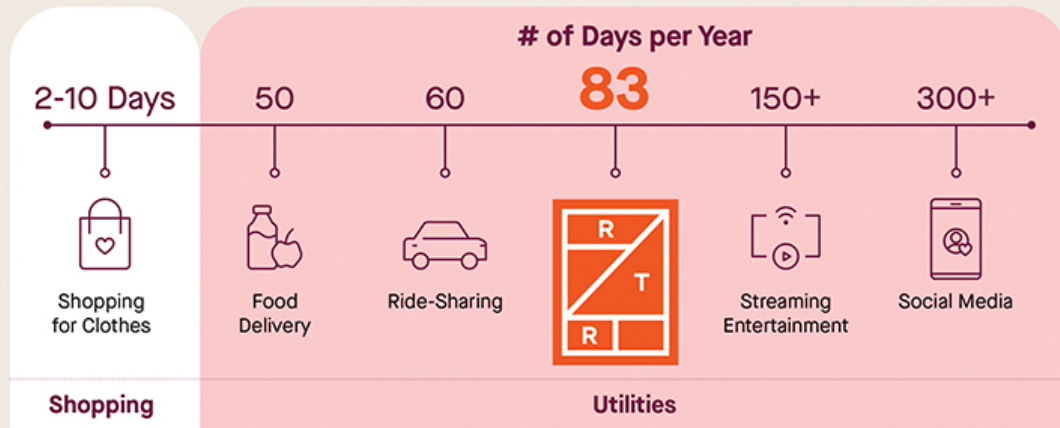 # of Days per Year
2-10 Days
50
60
83
150+
300+
R
T
R
Shopping
for Clothes
Food
Delivery
Ride-Sharing
Streaming
Entertainment
Social Media
Shopping
Utilities